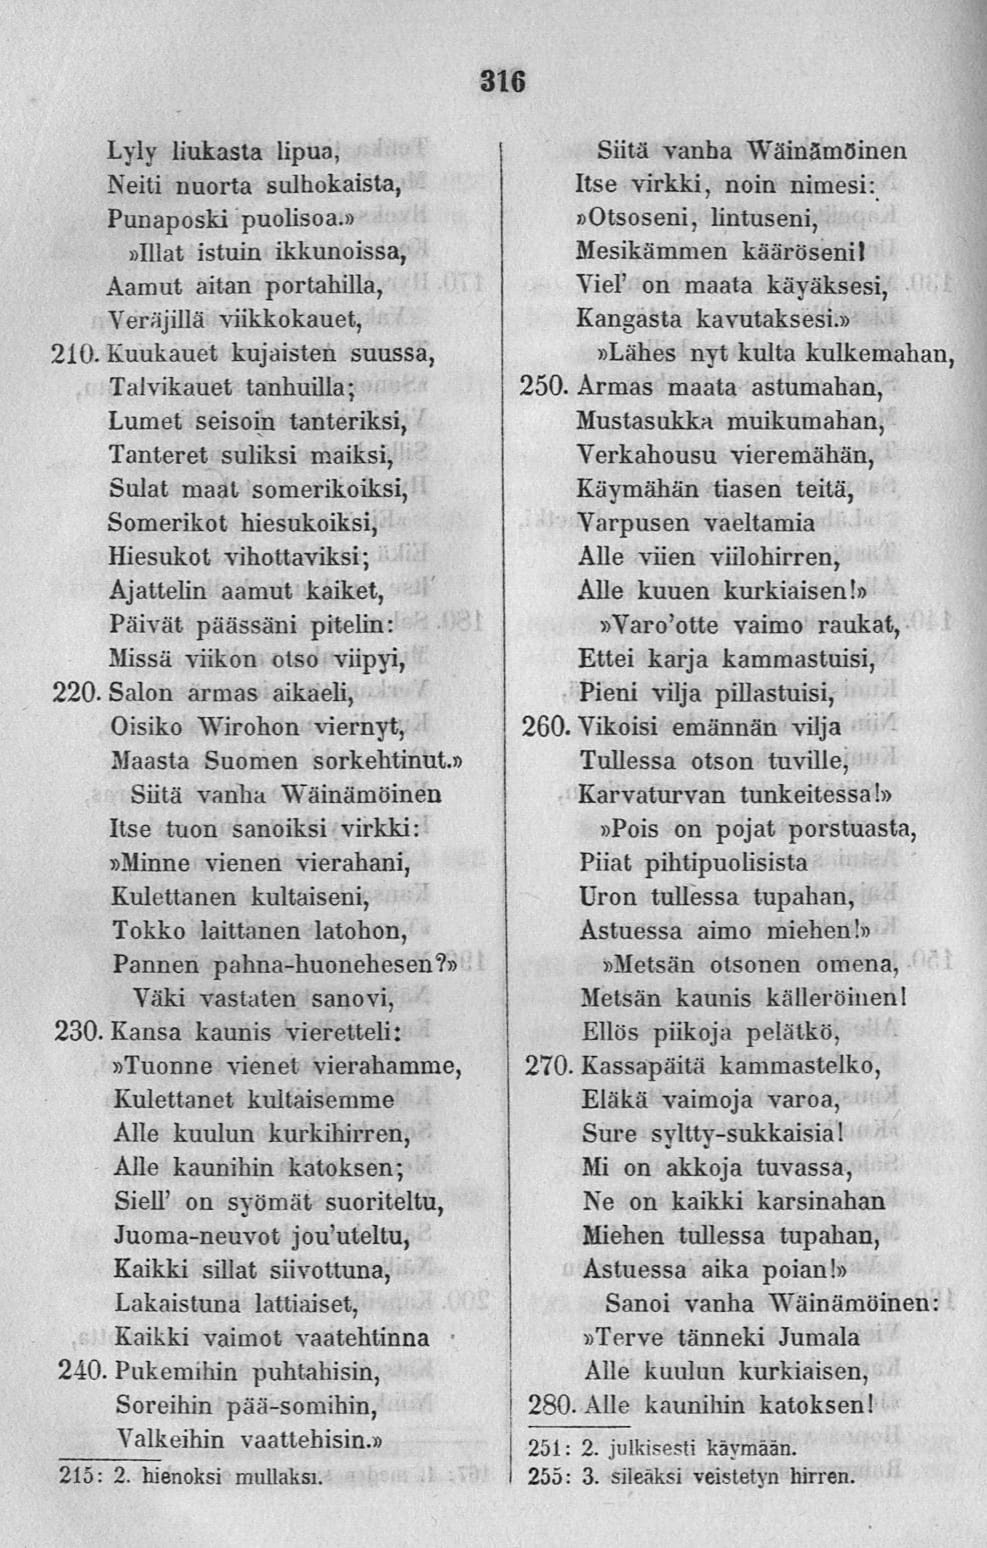 316
Lyly liukasta lipua,
Neiti nuorta sulhokaista,
Punaposki puolisoa.»
»Illat istuin ikkunoissa,
Aamut aitan portahilla,
Veräjillä viikkokauet,
210. Kuukauet kujaisten suussa,
Talvikauet tanhuilla;
Lumet seisoin tanteriksi,
Tanteret suliksi maiksi,
Sulat maat somerikoiksi,
Somerikot hiesukoiksi,
Hiesukot vihottaviksi;
Ajattelin aamut kaiket,
Päivät päässäni pitelin:
Missä viikon otso viipyi,
220. Salon armas aikaeli,
Oisiko Wirohon viernyt,
Maasta Suomen sorkehtinut.»
Siitä vanha Wäinämöinen
Itse tuon sanoiksi virkki:
»Minne vienen vierahani,
Kulettanen kultaiseni,
Tokko laittanen latohon,
Pannen pahna-huonehesen?»
Väki vastaten sanovi,
230. Kansa kaunis vieretteli:
»Tuonne vienet vierahamme,
Kulettanet kultaisemme
Alle kuulun kurkihirren,
Alle kaunihin katoksen;
Siell' on syömät suoriteltu,
Juoma-neuvot jou'uteltu,
Kaikki sillat siivottuna,
Lakaistuna lattiaiset,
Kaikki vaimot vaatehtinna
240. Pukemihin puhtahisin,
Soreihin pää-somihin,
Valkeihin vaattehisin.»
215: 2. hienoksi mullaksi.
Siitä vanha Wäinämöinen
Itse virkki, noin nimesi:
»Otsoseni, lintuseni,
Mesikämmen kääröseni!
Viel' on maata käyäksesi,
Kangasta kavutaksesi.»
»Lähes nyt kulta kulkemahan,
250. Armas maata astumahan,
Mustasukka muikumahan,
Verkahousu vieremähän,
Käymähän tiasen teitä,
Varpusen vaeltamia
Alle viien viilohirren,
Alle kuuen kurkiaisen!»
»Varo'otte vaimo raukat,
Ettei karja kammastuisi,
Pieni vilja pillastuisi,
260. Vikoisi emännän vilja
Tullessa otson tuville,
Karvaturvan tunkeitessa!»
»Pois on pojat porstuasta,
Piiat pihtipuolisista
Uron tullessa tupahan,
Astuessa aimo miehen!»
»Metsän otsonen omena,
Metsän kaunis källeröinen!
Ellös piikoja pelätkö,
270. Kassapäitä kammastelko,
Eläkä vaimoja varoa,
Sure syltty-sukkaisia!
Mi on akkoja tuvassa,
Ne on kaikki karsinahan
Miehen tullessa tupahan,
Astuessa aika poian!»
Sanoi vanha Wäinämöinen:
»Terve tänneki Jumala
Alle kuulun kurkiaisen,
280. Alle kaunihin katoksen!
251: 2. julkisesti käymään.
255: 3. sileäksi veistetyn hirren.